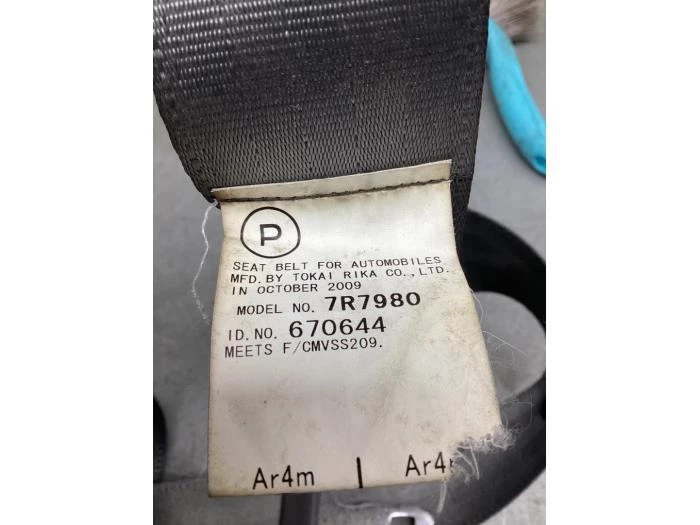 P
SEAT BELT FOR AUTOMOBILES
MFD. BY TOKAI RIKA CO., LTD.
IN OCTOBER 2009
MODEL NO. 7R7980
ID. NO. 670644
MEETS F/CMVSS209.
Ar4m | Ar4